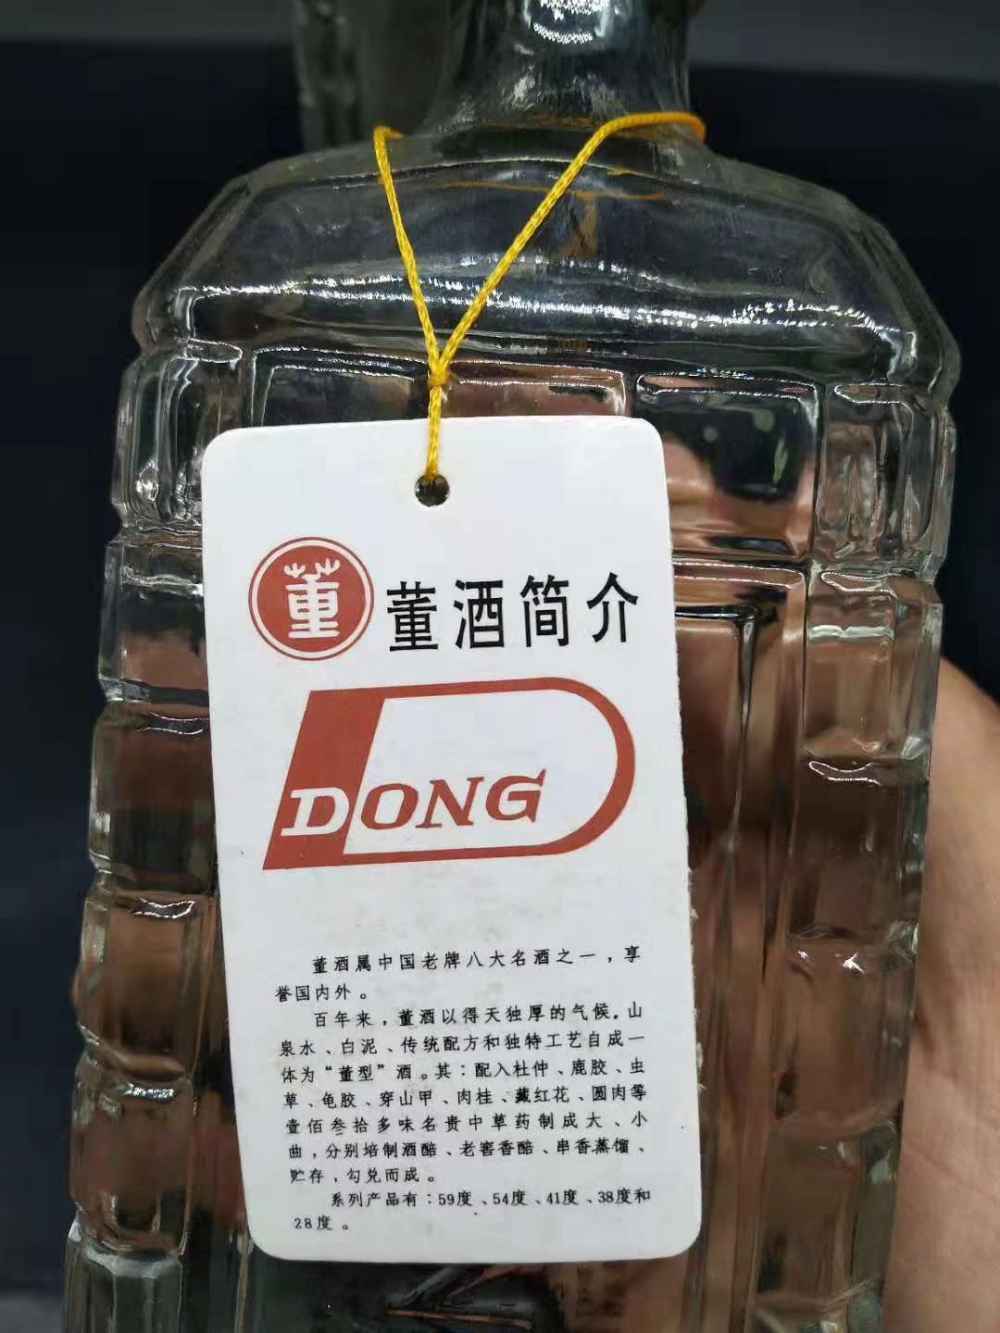 董
董酒简介
DONG
董酒属中国老牌八大名酒之一，享
誉国内外。
百年来，董酒以得天独厚的气候。山
泉水、白泥、传统配方和独特工艺自成一
体为“董型”酒。其：配入杜仲、鹿胶、虫
草、龟胶、穿山甲、肉桂、藏红花、圆肉等
壹佰叁拾多味名贵中草药制成大、小
曲，分别培制酒醅、老窖香醅、串香蒸馏、
贮存，勾兑而成。
系列产品有：59度、54度、41度、38度和
28度。